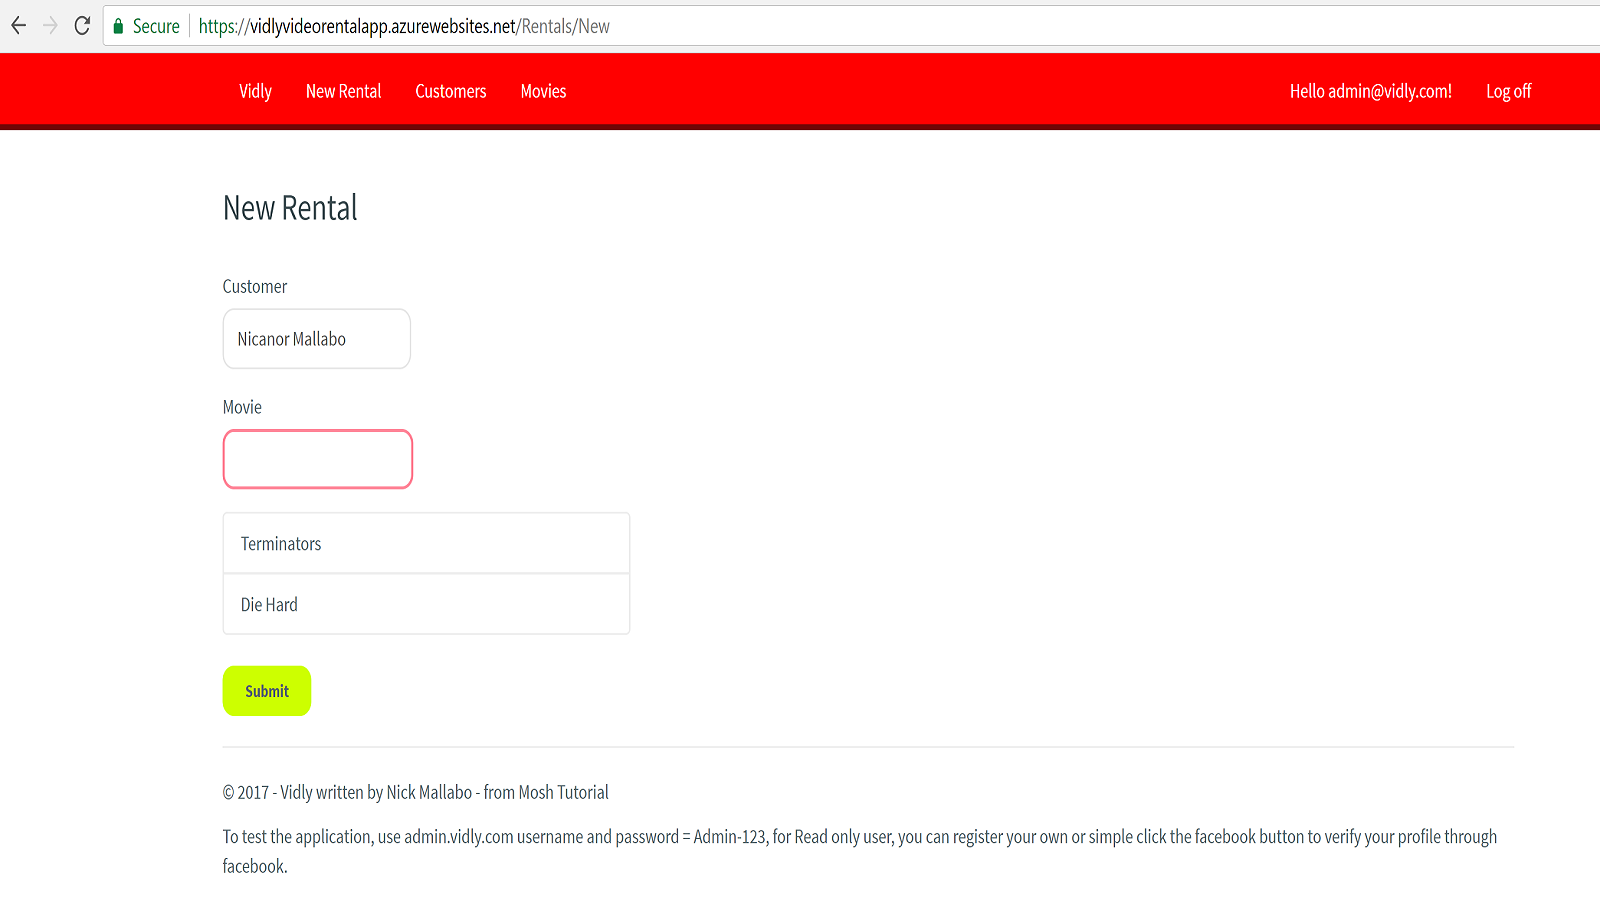 Secure https://vidlyvideorentalapp.azurewebsites.net/Rentals/New
Vidly New Rental Customers Movies Hello admin@vidly.com! Log off
New Rental
Customer
Nicanor Mallabo
Movie
Terminators
Die Hard
Submit
© 2017 - Vidly written by Nick Mallabo - from Mosh Tutorial
To test the application, use admin.vidly.com username and password = Admin-123, for Read only user, you can register your own or simple click the facebook button to verify your profile through
facebook.